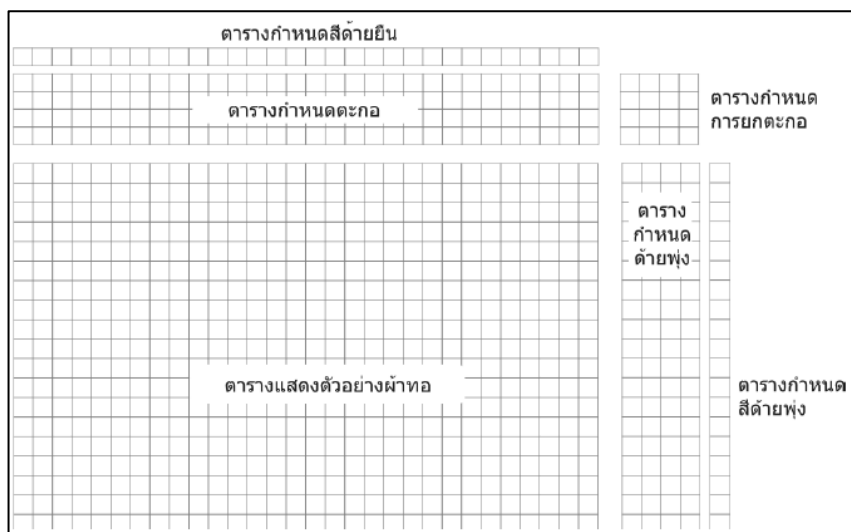 ตารางกำหนดสีด้ายยืน
ตารางกำหนดตะกอ
ตารางกำหนด
การยกตะกอ
ตาราง
กำหนด
ด้ายพุ่ง
ตารางแสดงตัวอย่างผ้าทอ
ตารางกำหนด
สีด้ายพุ่ง